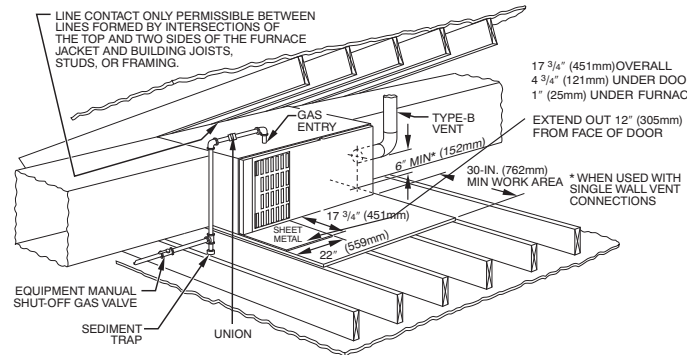 LINE CONTACT ONLY PERMISSIBLE BETWEEN
LINES FORMED BY INTERSECTIONS OF
THE TOP AND TWO SIDES OF THE FURNACE
JACKET AND BUILDING JOISTS,
STUDS, OR FRAMING.
17 3/4″ (451mm)OVERALL
4 3/4″ (121mm) UNDER DOO
1″ (25mm) UNDER FURNAC
EXTEND OUT 12″ (305mm)
FROM FACE OF DOOR
GAS
ENTRY
TYPE-B
VENT
6″ MIN* (152mm)
30-IN. (762mm)
MIN WORK AREA
*WHEN USED WITH
SINGLE WALL VENT
CONNECTIONS
17 3/4″ (451mm)
SHEET
METAL
22″ (559mm)
EQUIPMENT MANUAL
SHUT-OFF GAS VALVE
SEDIMENT
TRAP
UNION